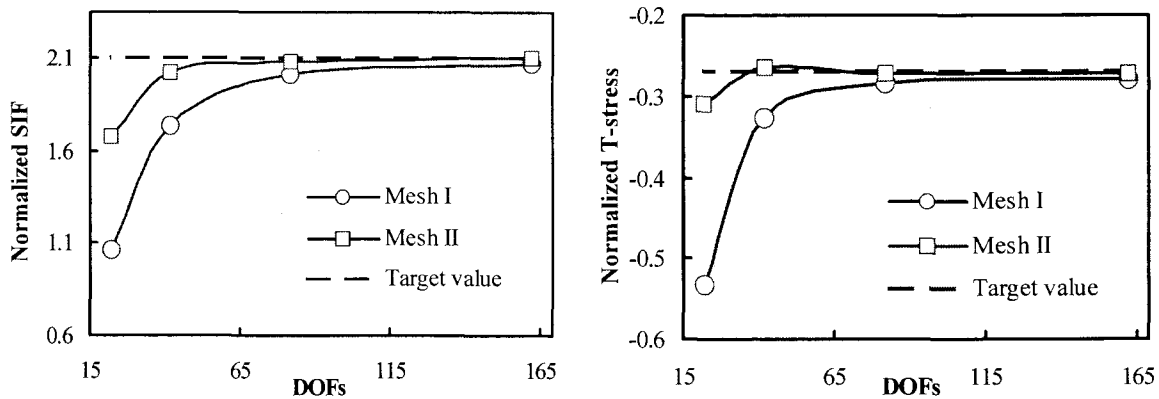 Normalized SIF
2.1
1.6
1.1
0.6
15
65
115
165
DOFs
Mesh I
Mesh II
Target value
Normalized T-stress
-0.2
-0.3
-0.4
-0.5
-0.6
15
65
115
165
DOFs
Mesh I
Mesh II
Target value